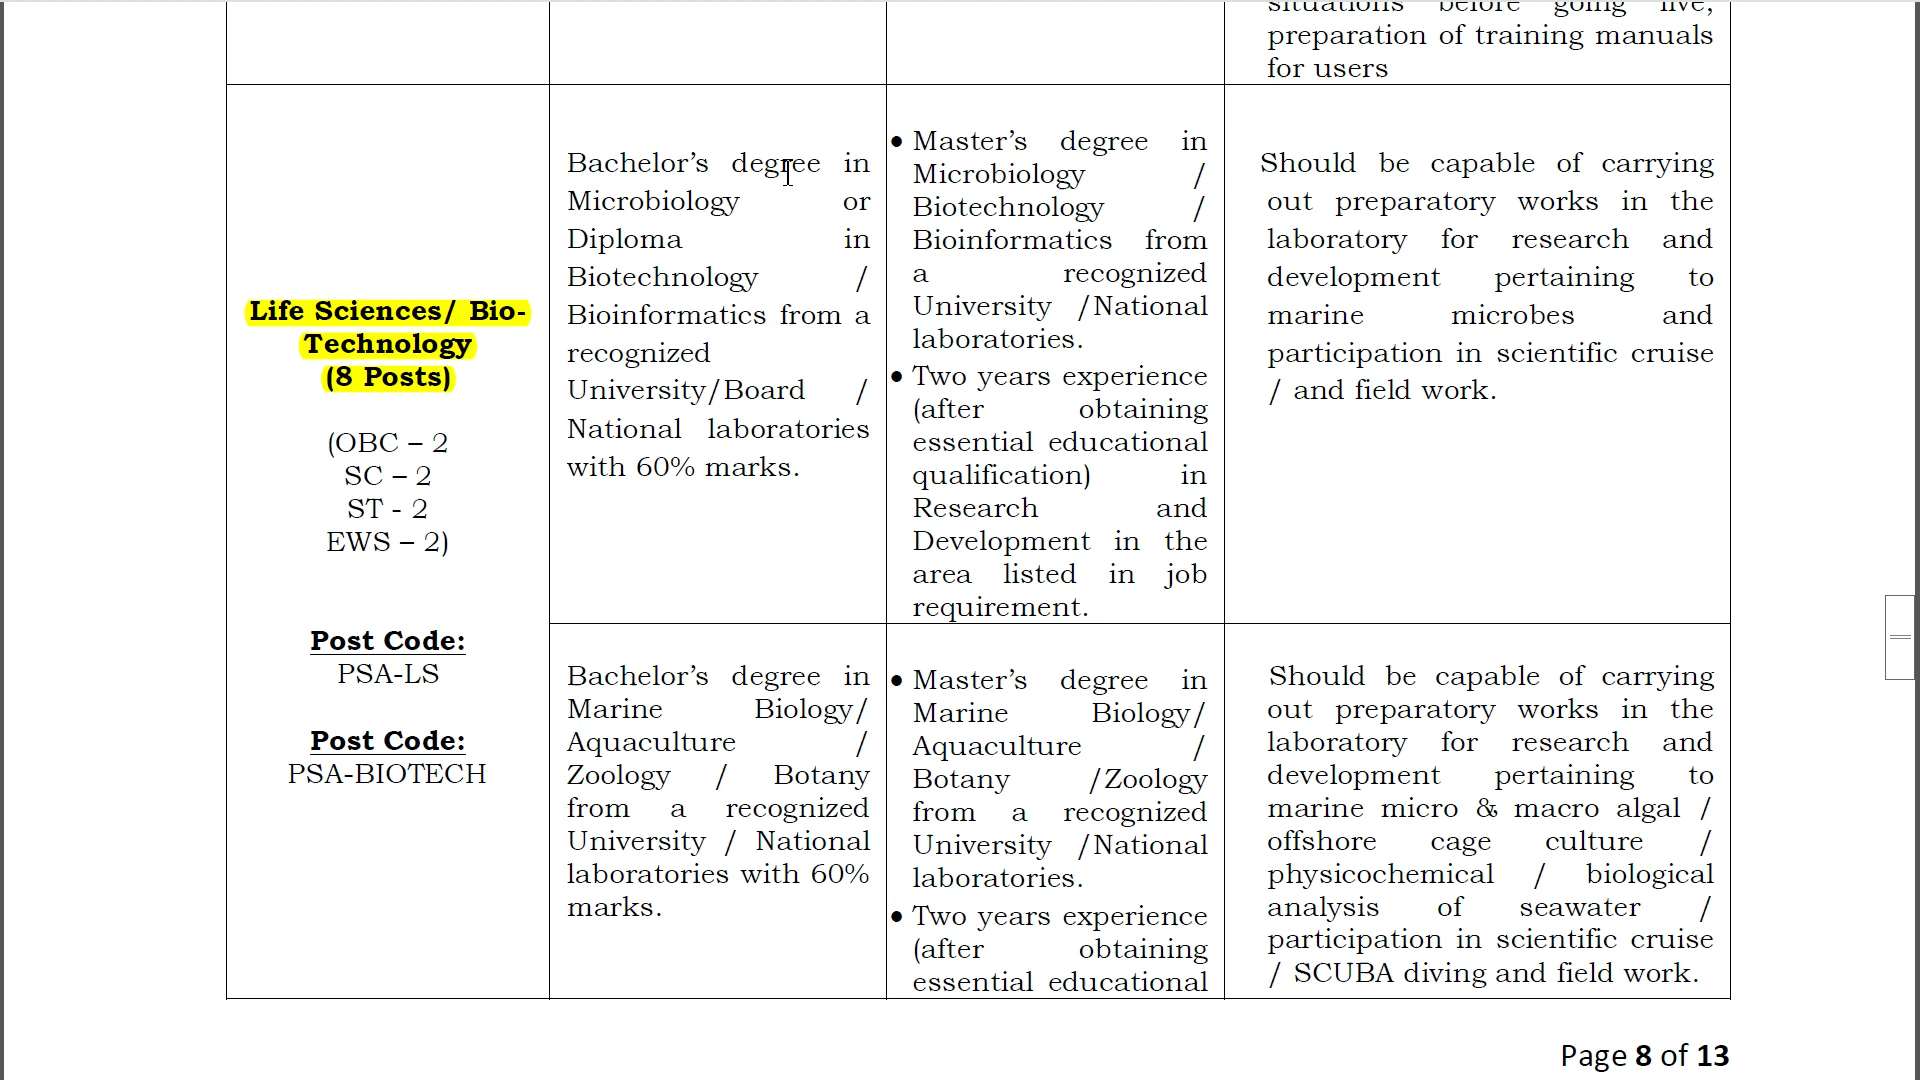 situations before going live,
preparation of training manuals
for users
Life Sciences/ Bio-
Technology
(8 Posts)
(OBC – 2
SC – 2
ST - 2
EWS – 2)
Post Code:
PSA-LS
Post Code:
PSA-BIOTECH
Bachelor’s degree in
Microbiology or
Diploma in
Biotechnology /
Bioinformatics from a
recognized
University/Board /
National laboratories
with 60% marks.
• Master’s degree in
Microbiology /
Biotechnology /
Bioinformatics from
a recognized
University /National
laboratories.
• Two years experience
(after obtaining
essential educational
qualification) in
Research and
Development in the
area listed in job
requirement.
Should be capable of carrying
out preparatory works in the
laboratory for research and
development pertaining to
marine microbes and
participation in scientific cruise
/ and field work.
Bachelor’s degree in
Marine Biology/
Aquaculture /
Zoology / Botany
from a recognized
University / National
laboratories with 60%
marks.
• Master’s degree in
Marine Biology/
Aquaculture /
Botany /Zoology
from a recognized
University /National
laboratories.
• Two years experience
(after obtaining
essential educational
Should be capable of carrying
out preparatory works in the
laboratory for research and
development pertaining to
marine micro & macro algal /
offshore cage culture /
physicochemical / biological
analysis of seawater /
participation in scientific cruise
/ SCUBA diving and field work.
Page 8 of 13